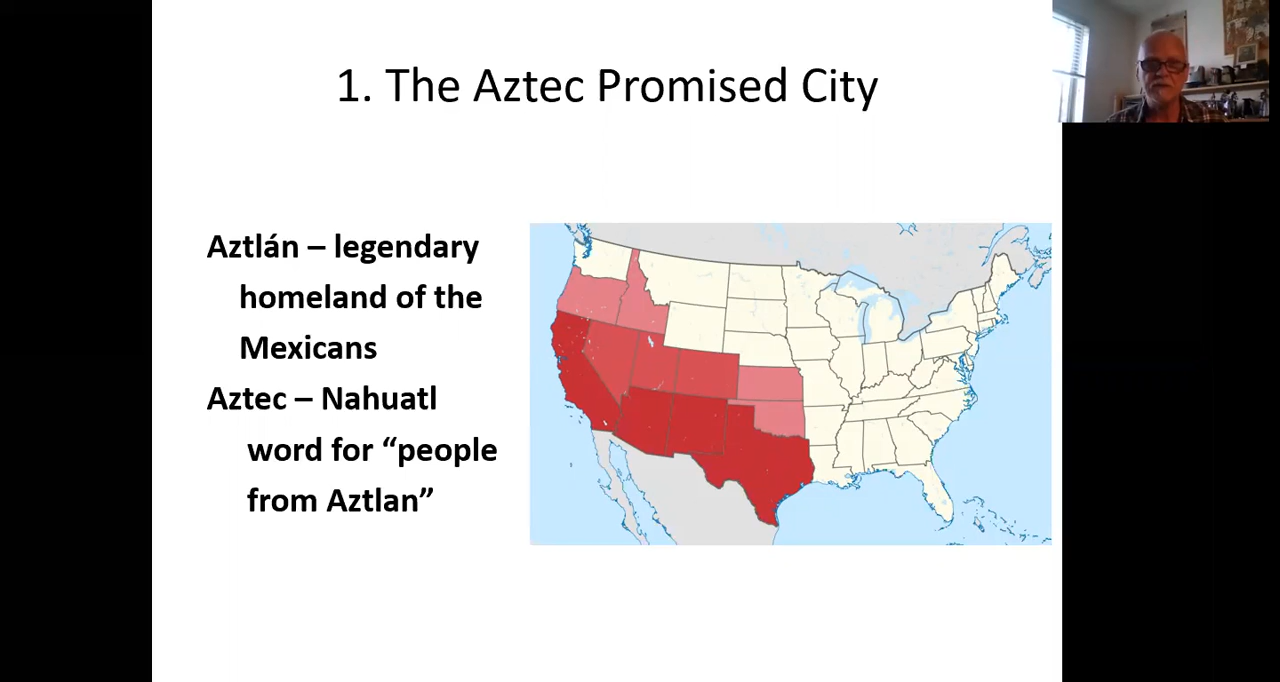 1. The Aztec Promised City
Aztlán – legendary
homeland of the
Mexicans
Aztec – Nahuatl
word for “people
from Aztlan”